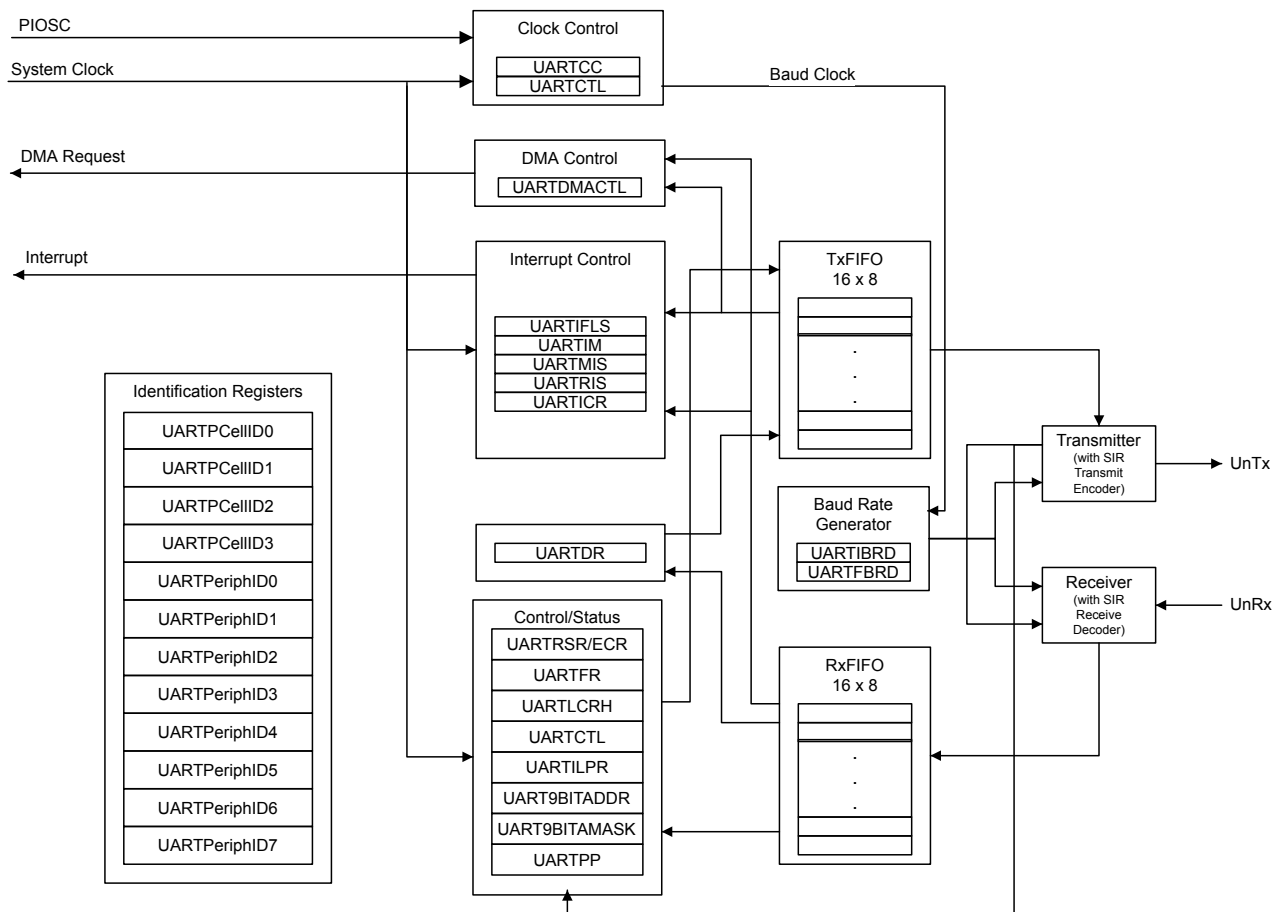 PIOSC
System Clock
Clock Control
UARTCC
UARTCTL
Baud Clock
DMA Request
DMA Control
UARTDMACTL
Interrupt
Interrupt Control
UARTIFLS
UARTIM
UARTMIS
UARTRIS
UARTICR
TxFIFO
16 x 8
.
.
.
Identification Registers
UARTPCellID0
UARTPCellID1
UARTPCellID2
UARTPCellID3
UARTPeriphID0
UARTPeriphID1
UARTPeriphID2
UARTPeriphID3
UARTPeriphID4
UARTPeriphID5
UARTPeriphID6
UARTPeriphID7
Transmitter
(with SIR
Transmit
Encoder)
UnTx
Baud Rate
Generator
UARTIBRD
UARTFBRD
UARTDR
Receiver
(with SIR
Receive
Decoder)
UnRx
Control/Status
UARTRSR/ECR
UARTFR
UARTLCRH
UARTCTL
UARTILPR
UART9BITADDR
UART9BITAMASK
UARTPP
RxFIFO
16 x 8
.
.
.